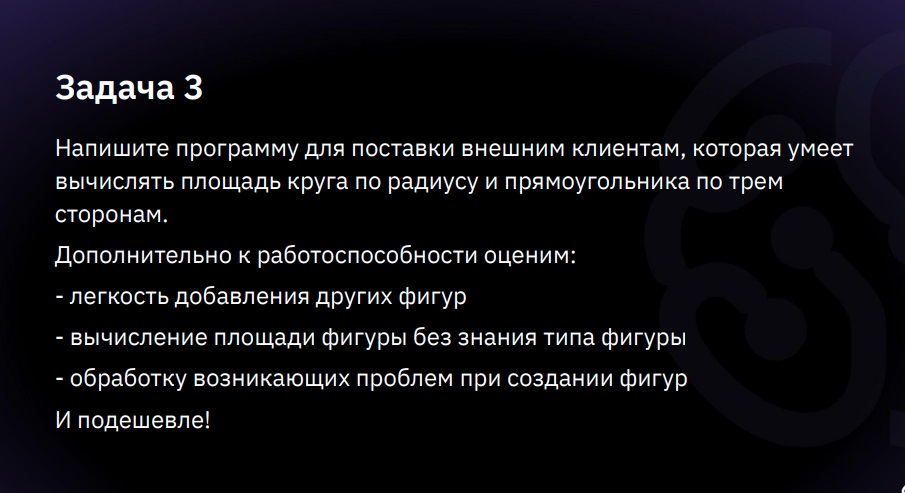 Задача 3
Напишите программу для поставки внешним клиентам, которая умеет
вычислять площадь круга по радиусу и прямоугольника по трем
сторонам.
Дополнительно к работоспособности оценим:
- легкость добавления других фигур
- вычисление площади фигуры без знания типа фигуры
- обработку возникающих проблем при создании фигур
И подешевле!